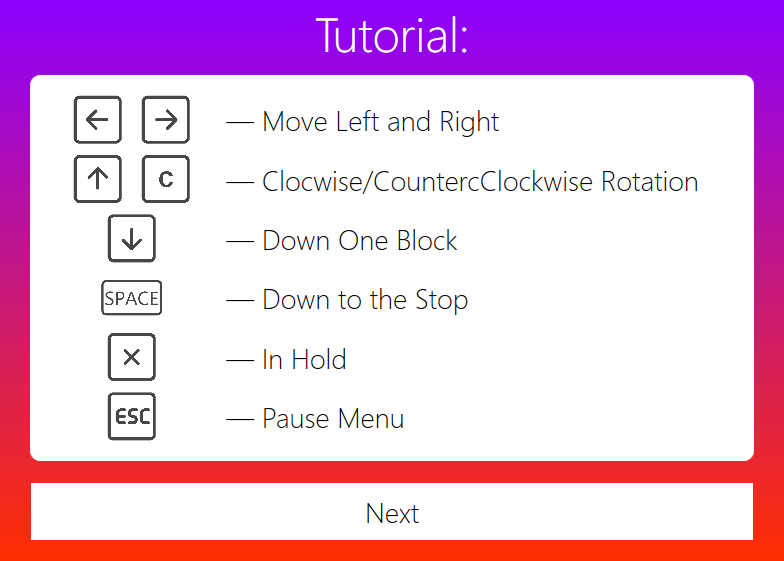 Tutorial:
← → — Move Left and Right
↑ C — Clocwise/CountercClockwise Rotation
↓ — Down One Block
SPACE — Down to the Stop
X — In Hold
ESC — Pause Menu
Next